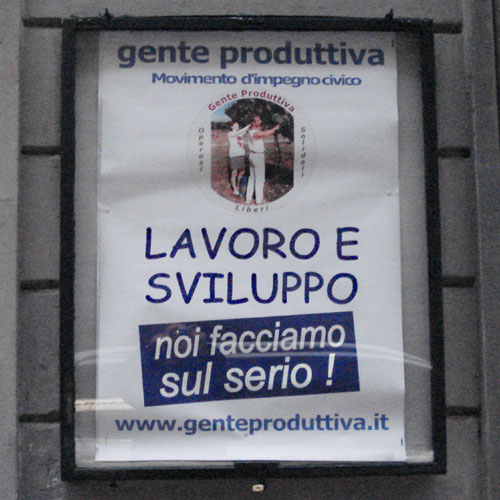 gente produttiva
Movimento d'impegno civico
Gente Produttiva
Operosi
Solidali
Liberi
LAVORO E
SVILUPPO
noi facciamo
sul serio !
www.genteproduttiva.it